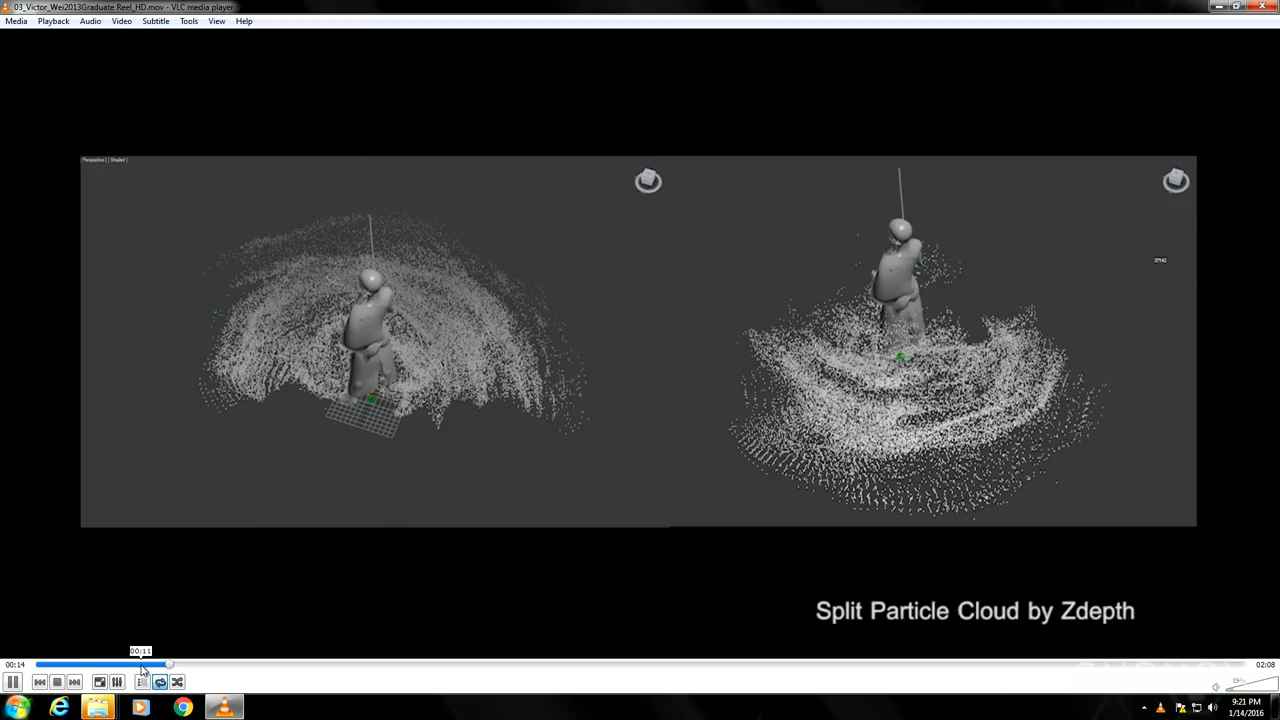 03_Victor_Wei2013Graduate Reel_HD.mov - VLC media player
Media Playback Audio Video Subtitle Tools View Help
Split Particle Cloud by Zdepth
00:11
00:14
02:08
19%
9:21 PM
1/14/2016